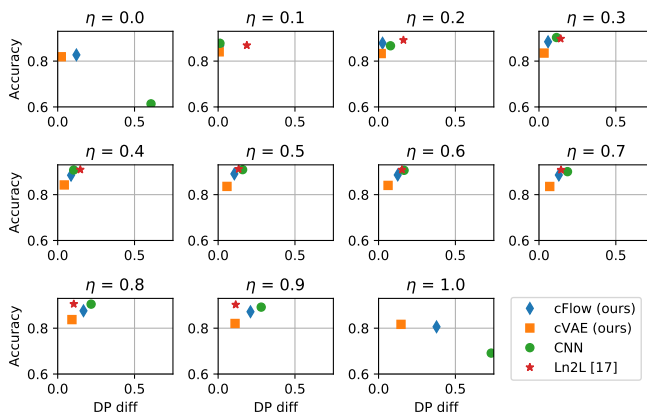 η = 0.0 η = 0.1 η = 0.2 η = 0.3
Accuracy
0.8
0.6
0.0 0.5 0.0 0.5 0.0 0.5 0.0 0.5
η = 0.4 η = 0.5 η = 0.6 η = 0.7
Accuracy
0.8
0.6
0.0 0.5 0.0 0.5 0.0 0.5 0.0 0.5
η = 0.8 η = 0.9 η = 1.0
Accuracy
0.8
0.6
0.0 0.5 0.0 0.5 0.0 0.5
DP diff DP diff DP diff
cFlow (ours)
cVAE (ours)
CNN
Ln2L [17]